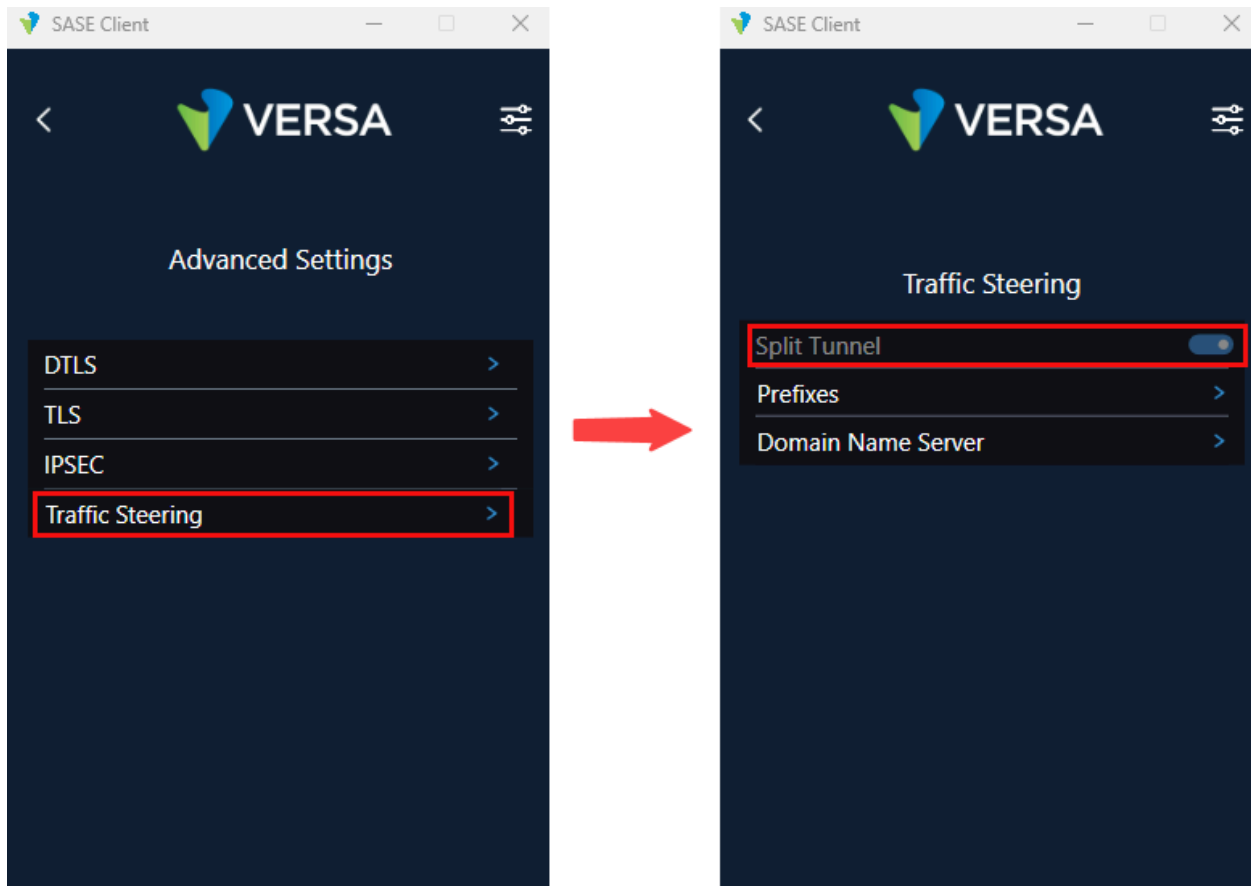 SASE Client
VERSA
Advanced Settings
DTLS
TLS
IPSEC
Traffic Steering
SASE Client
VERSA
Traffic Steering
Split Tunnel
Prefixes
Domain Name Server